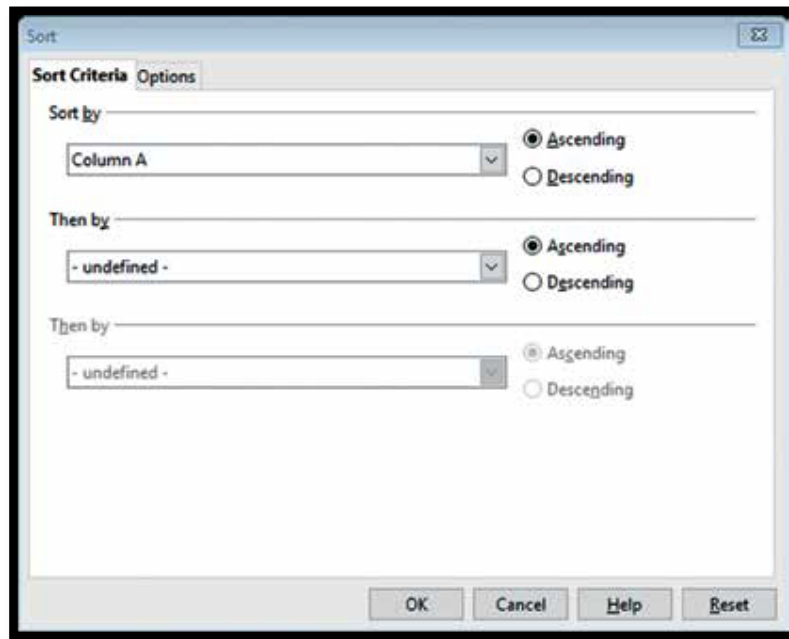 Sort
Sort Criteria Options
Sort by
Column A
Ascending
Descending
Then by
- undefined -
Ascending
Descending
Then by
- undefined -
Ascending
Descending
OK Cancel Help Reset